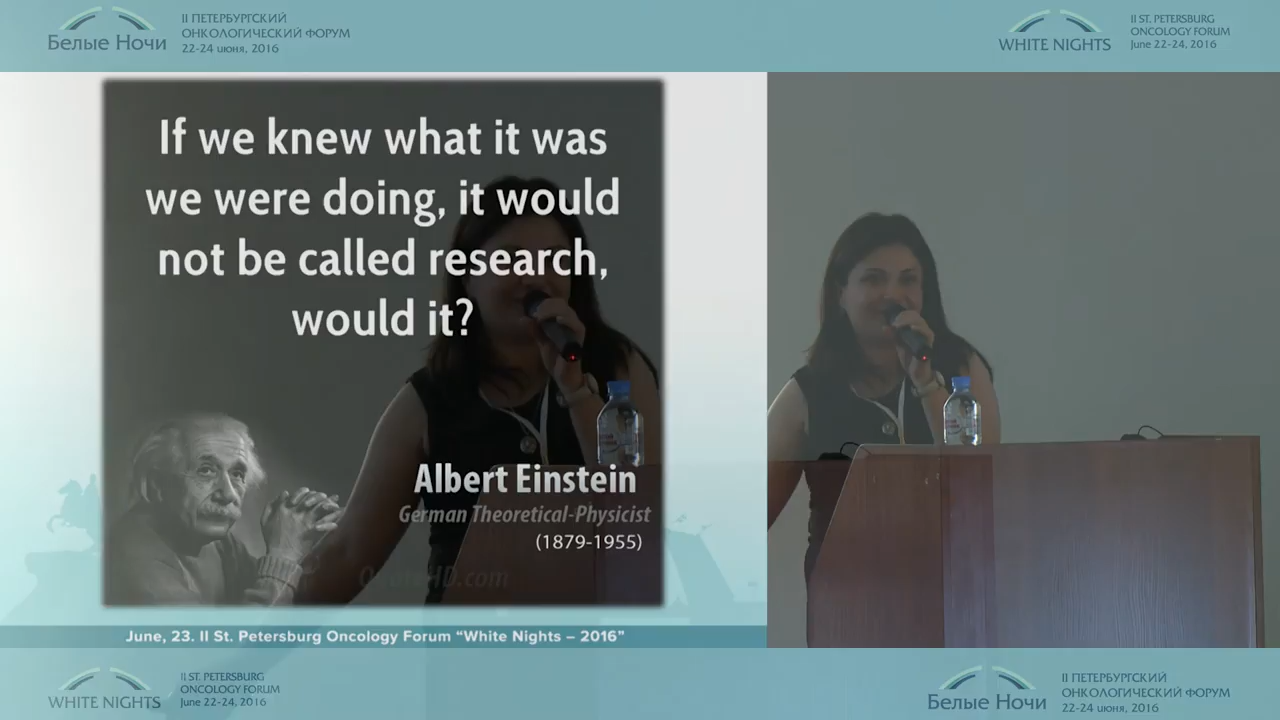 Белые Ночи
II ПЕТЕРБУРГСКИЙ
ОНКОЛОГИЧЕСКИЙ ФОРУМ
22-24 июня, 2016
WHITE NIGHTS
II ST. PETERSBURG
ONCOLOGY FORUM
June 22-24, 2016
If we knew what it was
we were doing, it would
not be called research,
would it?
Albert Einstein
German Theoretical-Physicist
(1879-1955)
QuoteHD.com
June, 23. II St. Petersburg Oncology Forum “White Nights – 2016”
WHITE NIGHTS
II ST. PETERSBURG
ONCOLOGY FORUM
June 22-24, 2016
Белые Ночи
II ПЕТЕРБУРГСКИЙ
ОНКОЛОГИЧЕСКИЙ ФОРУМ
22-24 июня, 2016